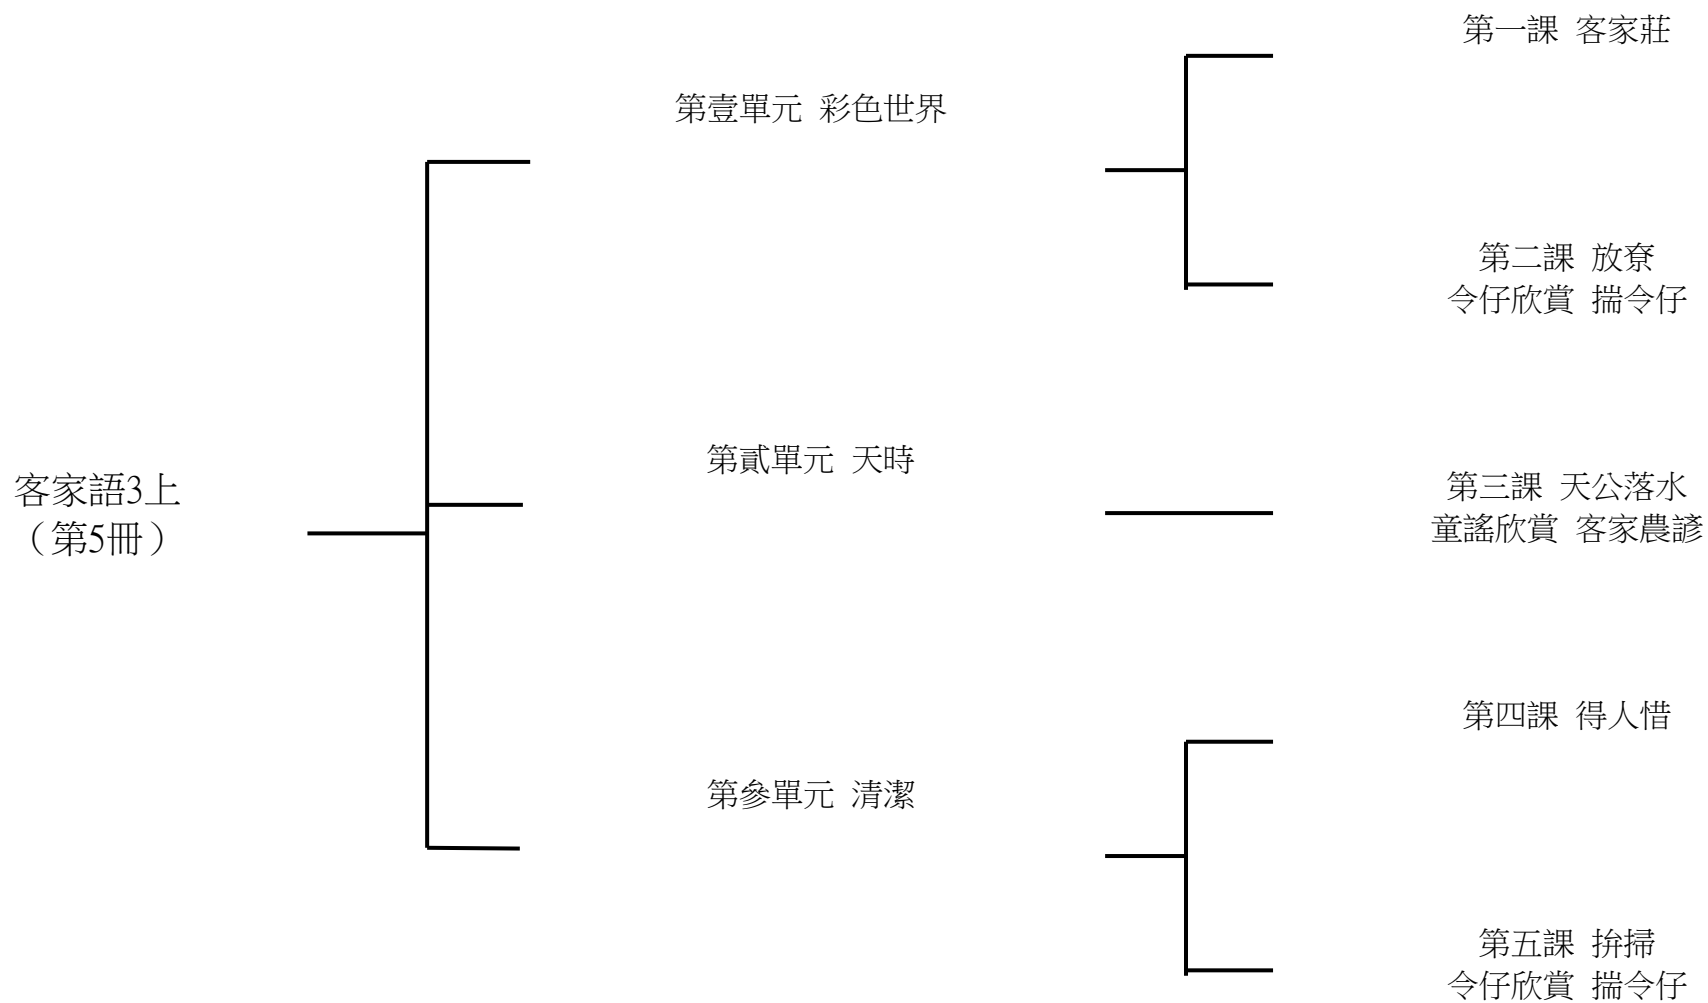 客家語3上
（第5冊）
第壹單元 彩色世界
第一課 客家莊
第二課 放尞
令仔欣賞 揣令仔
第貳單元 天時
第三課 天公落水
童謠欣賞 客家農諺
第參單元 清潔
第四課 得人惜
第五課 拚掃
令仔欣賞 揣令仔